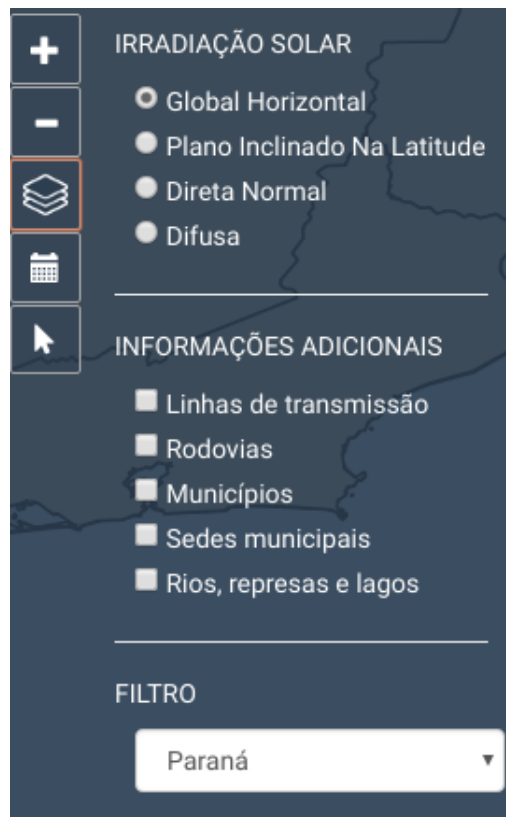 IRRADIAÇÃO SOLAR
Global Horizontal
Plano Inclinado Na Latitude
Direta Normal
Difusa
INFORMAÇÕES ADICIONAIS
Linhas de transmissão
Rodovias
Municípios
Sedes municipais
Rios, represas e lagos
FILTRO
Paraná